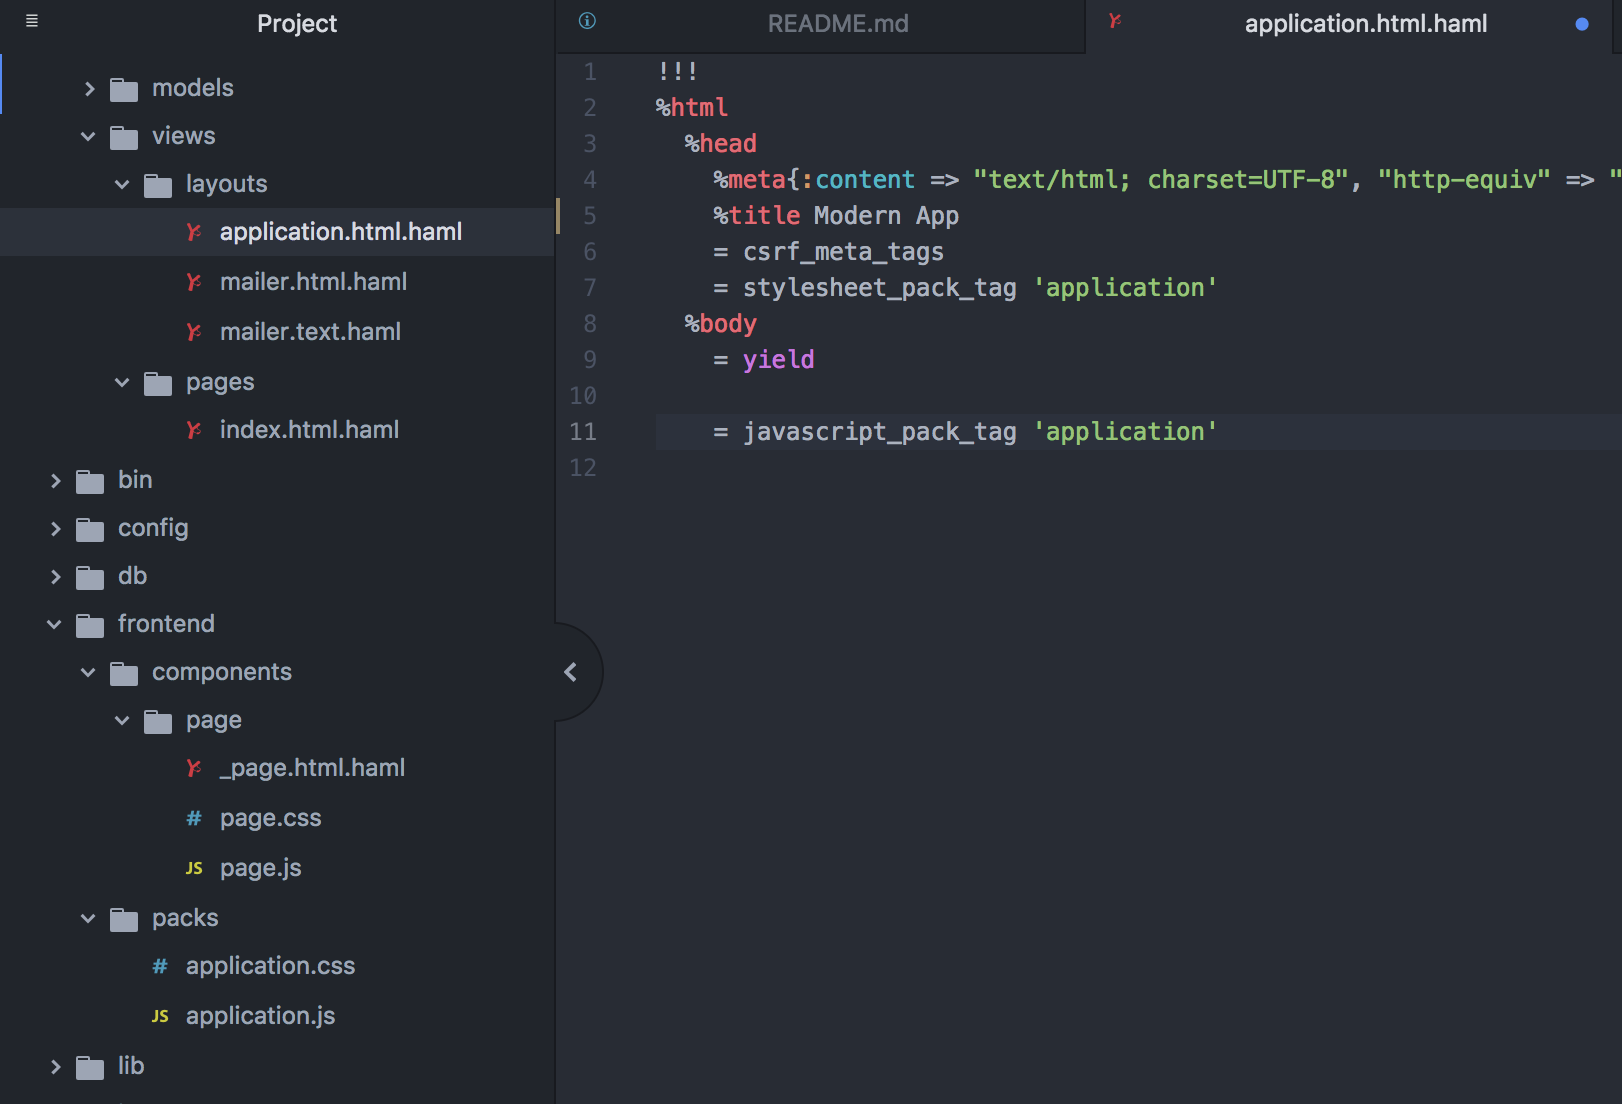 Project
models
views
layouts
application.html.haml
mailer.html.haml
mailer.text.haml
pages
index.html.haml
bin
config
db
frontend
components
page
_page.html.haml
# page.css
JS page.js
packs
# application.css
JS application.js
lib
README.md
application.html.haml
1 !!!
2 %html
3 %head
4 %meta{:content => "text/html; charset=UTF-8", "http-equiv" => "
5 %title Modern App
6 = csrf_meta_tags
7 = stylesheet_pack_tag 'application'
8 %body
9 = yield
10
11 = javascript_pack_tag 'application'
12